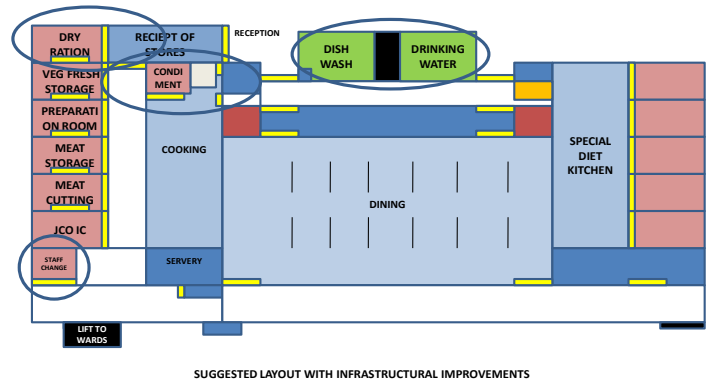 DRY
RATION
RECIEPT OF
STORES
RECEPTION
DISH
WASH
DRINKING
WATER
VEG FRESH
STORAGE
CONDI
MENT
PREPARATI
ON ROOM
COOKING
MEAT
STORAGE
SPECIAL
DIET
KITCHEN
MEAT
CUTTING
DINING
JCO IC
STAFF
CHANGE
SERVERY
LIFT TO
WARDS
SUGGESTED LAYOUT WITH INFRASTRUCTURAL IMPROVEMENTS